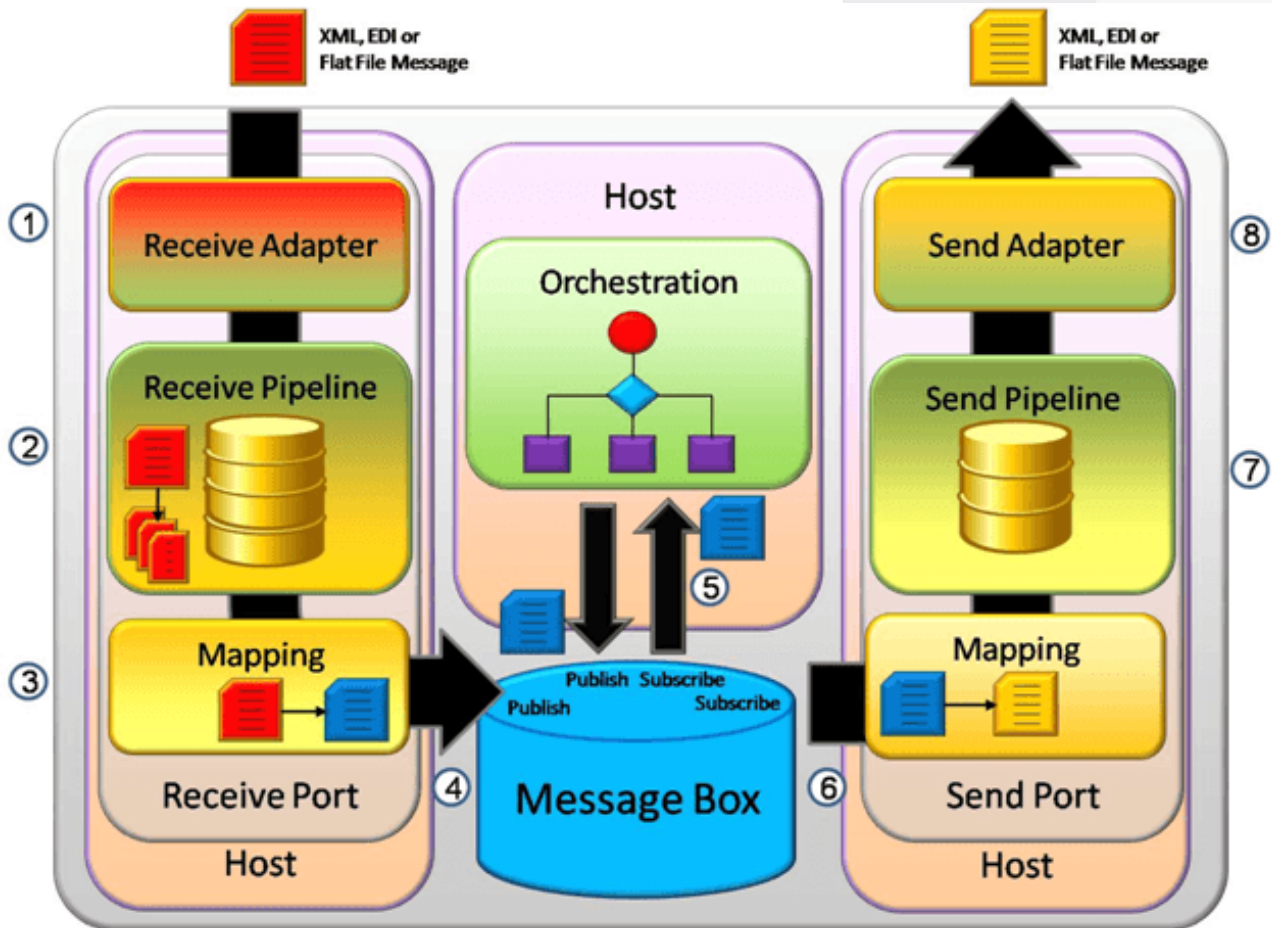 XML, EDI or
Flat File Message
XML, EDI or
Flat File Message
1
Receive Adapter
2
Receive Pipeline
3
Mapping
Receive Port
Host
4
Host
Orchestration
5
Publish Subscribe
Publish Subscribe
Message Box
6
8
Send Adapter
7
Send Pipeline
Mapping
Send Port
Host